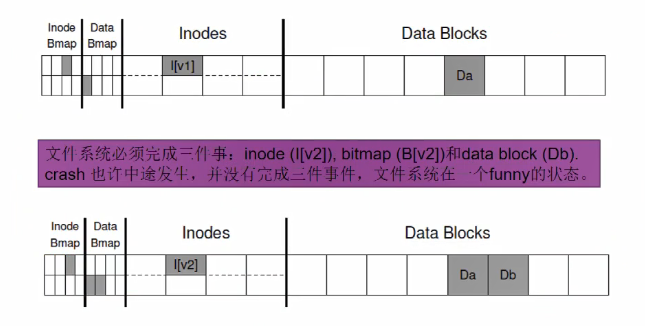 Inode Data Inodes Data Blocks
Bmap Bmap
I[v1]
Da
文件系统必须完成三件事：inode (I[v2]), bitmap (B[v2])和data block (Db).
crash 也许中途发生，并没有完成三件事件，文件系统在一个funny的状态。
Inode Data Inodes Data Blocks
Bmap Bmap
I[v2]
Da Db